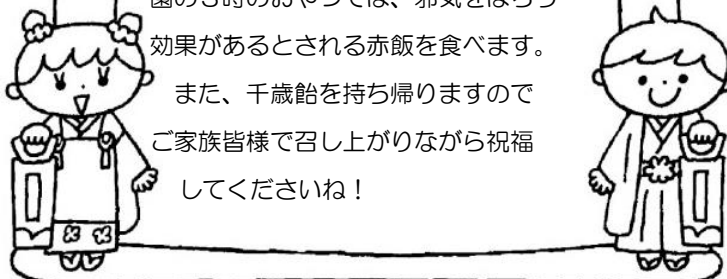 園の３時のおやつでは、邪気をはらう
効果があるとされる赤飯を食べます。
また、千歳飴を持ち帰りますので
ご家族皆様で召し上がりながら祝福
してくださいね！